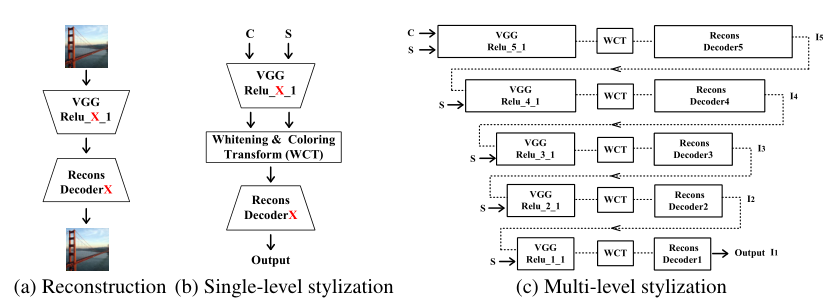 VGG
Relu_X_1
Recons
DecoderX
(a) Reconstruction
C S
VGG
Relu_X_1
Whitening & Coloring
Transform (WCT)
Recons
DecoderX
Output
(b) Single-level stylization
C
S
VGG
Relu_5_1
WCT
Recons
Decoder5
I5
S
VGG
Relu_4_1
WCT
Recons
Decoder4
I4
S
VGG
Relu_3_1
WCT
Recons
Decoder3
I3
S
VGG
Relu_2_1
WCT
Recons
Decoder2
I2
S
VGG
Relu_1_1
WCT
Recons
Decoder1
Output I1
(c) Multi-level stylization